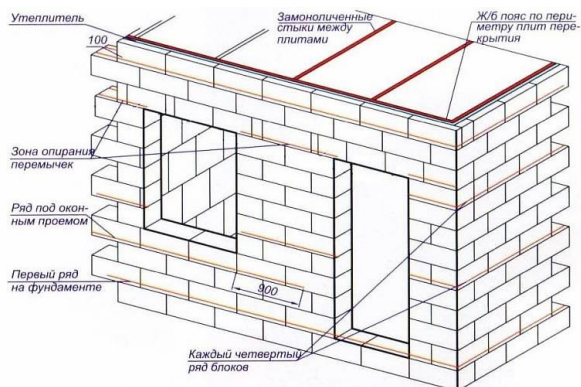 Утеплитель
100
Замоноличенные
стыки между
плитами
Ж/б пояс по пери-
метру плит пере-
крытия
Зона опирания
перемычек
Ряд под окон-
ным проемом
Первый ряд
на фундаменте
900
Каждый четвертый
ряд блоков